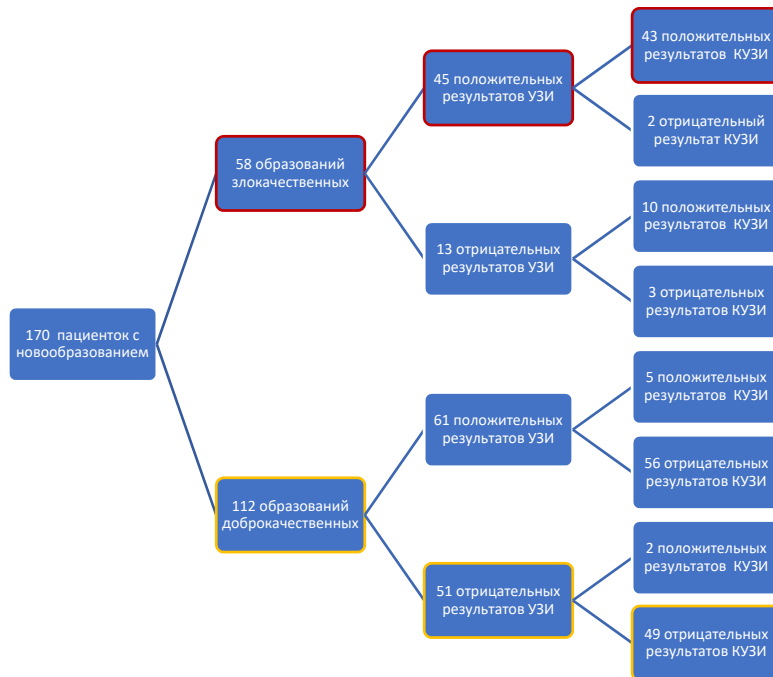 170 пациенток с
новообразованием
58 образований
злокачественных
112 образований
доброкачественных
45 положительных
результатов УЗИ
13 отрицательных
результатов УЗИ
61 положительных
результатов УЗИ
51 отрицательных
результатов УЗИ
43 положительных
результатов КУЗИ
2 отрицательный
результат КУЗИ
10 положительных
результатов КУЗИ
3 отрицательных
результатов КУЗИ
5 положительных
результатов КУЗИ
56 отрицательных
результатов КУЗИ
2 положительных
результатов КУЗИ
49 отрицательных
результатов КУЗИ